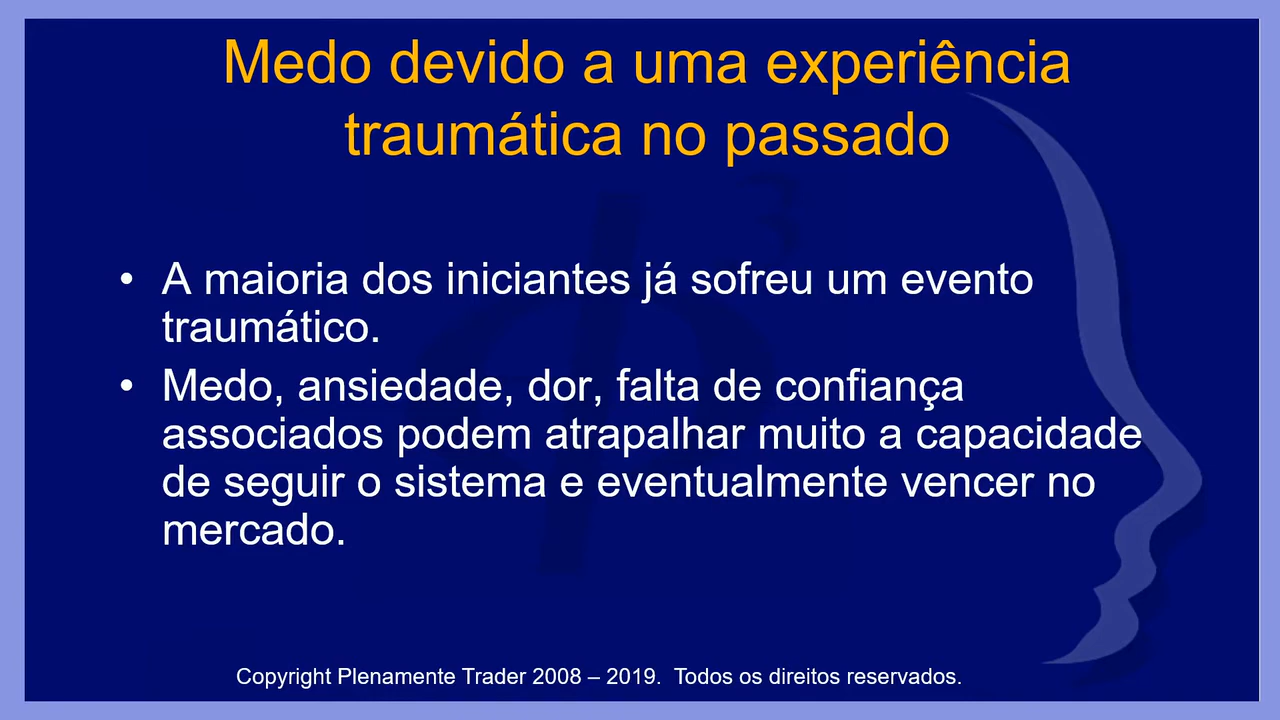 Medo devido a uma experiência
traumática no passado
• A maioria dos iniciantes já sofreu um evento
traumático.
• Medo, ansiedade, dor, falta de confiança
associados podem atrapalhar muito a capacidade
de seguir o sistema e eventualmente vencer no
mercado.
Copyright Plenamente Trader 2008 – 2019.  Todos os direitos reservados.